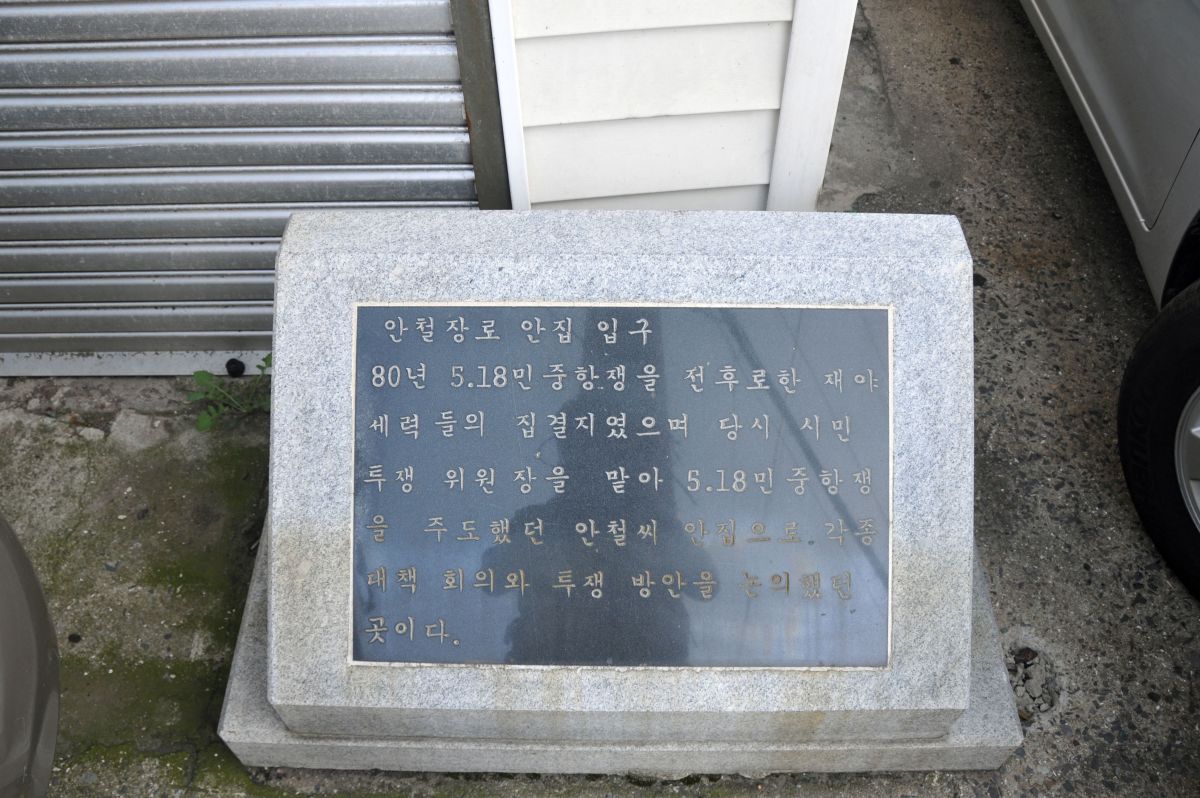 안철장로 안집 입구
80년 5.18민중항쟁을 전후로한 재야
세력들의 집결지였으며 당시 시민
투쟁 위원장을 맡아 5.18민중항쟁
을 주도했던 안철씨 안집으로 각종
대책 회의와 투쟁 방안을 논의했던
곳이다.